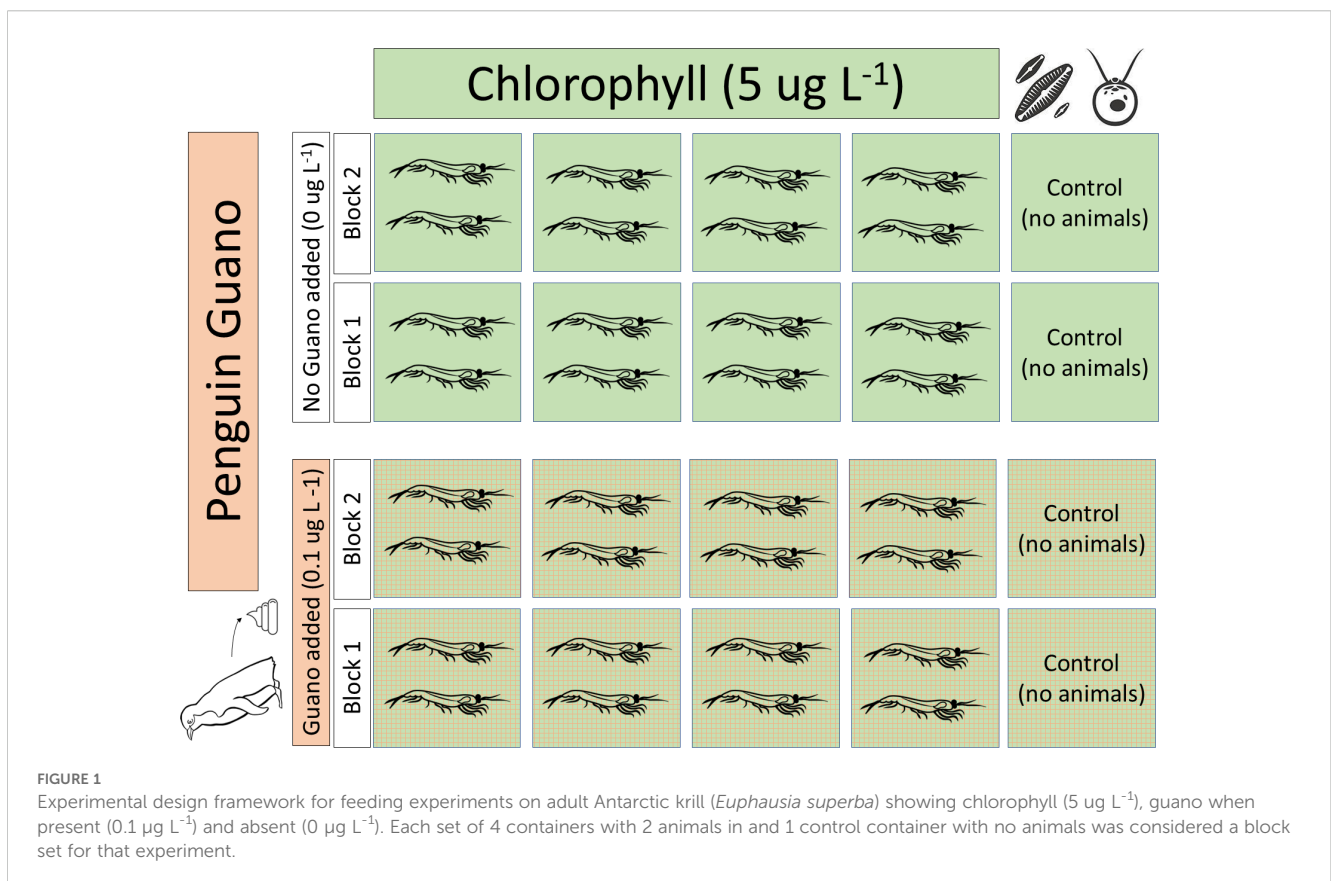 Chlorophyll (5 ug L-1)
Penguin Guano
No Guano added (0 ug L-1)
Block 2
Control
(no animals)
Block 1
Control
(no animals)
Guano added (0.1 ug L -1)
Block 2
Control
(no animals)
Block 1
Control
(no animals)
FIGURE 1
Experimental design framework for feeding experiments on adult Antarctic krill (Euphausia superba) showing chlorophyll (5 ug L-1), guano when
present (0.1 µg L-1) and absent (0 µg L-1). Each set of 4 containers with 2 animals in and 1 control container with no animals was considered a block
set for that experiment.